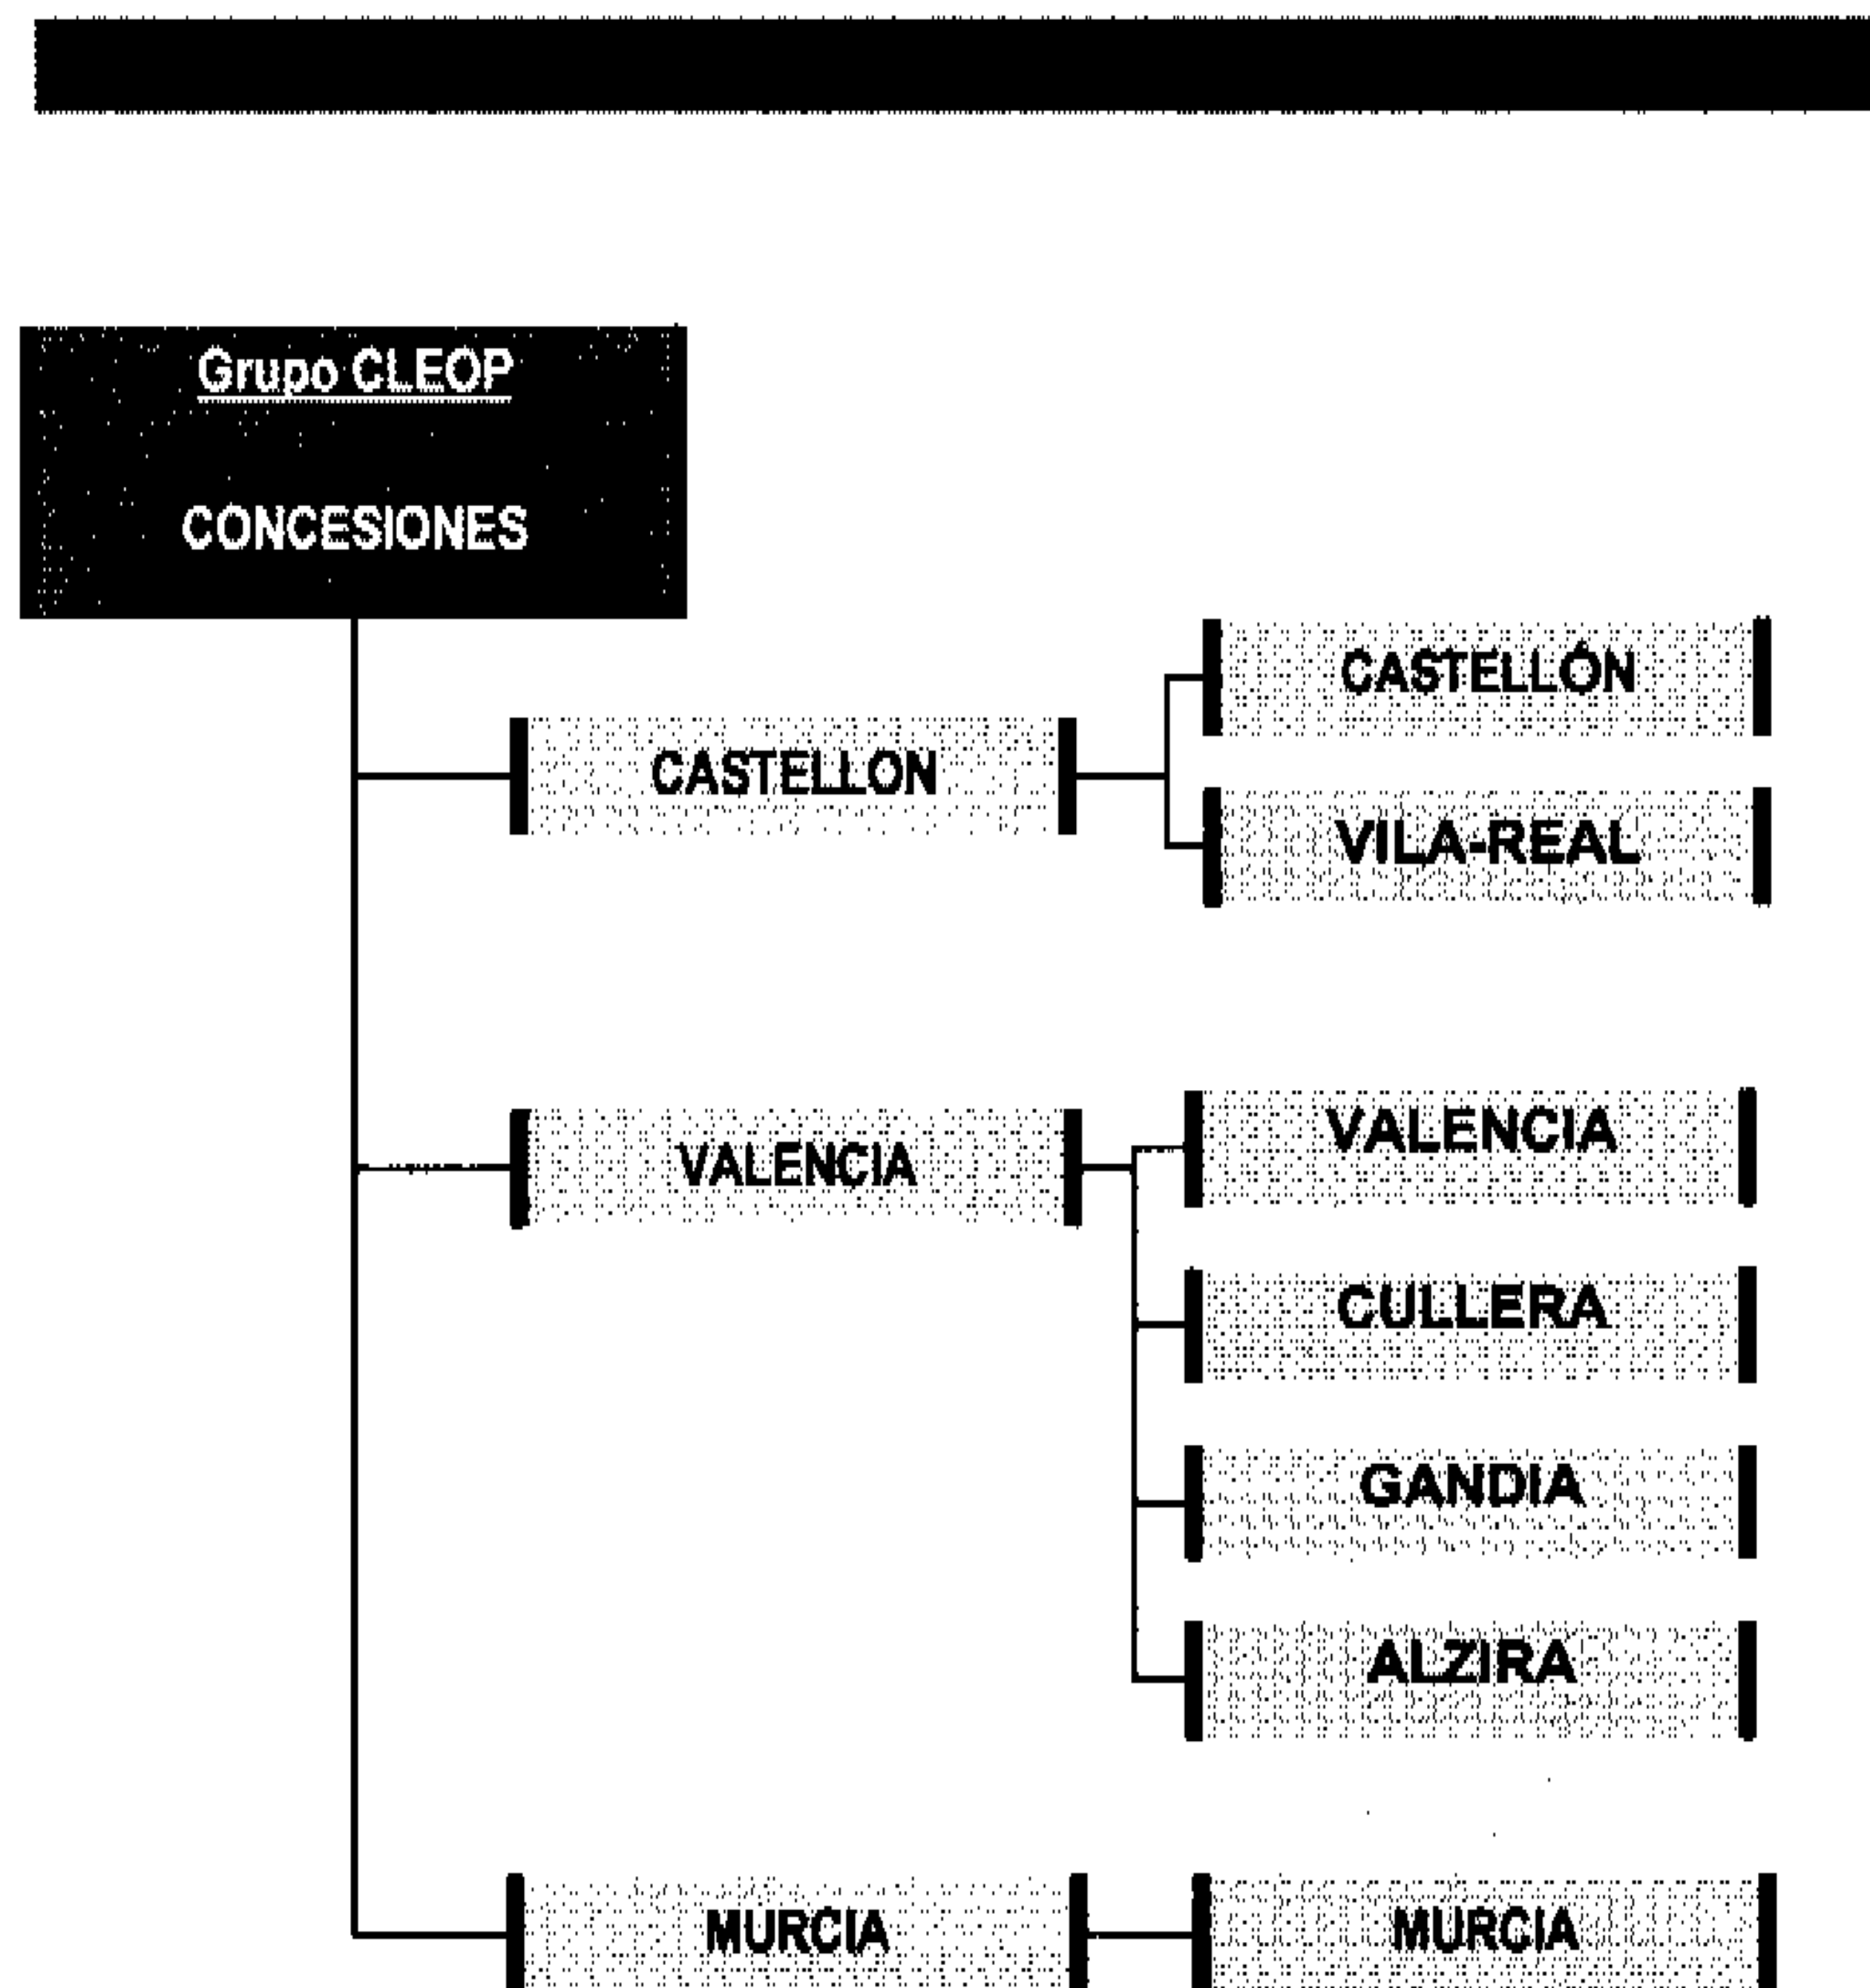 Grupo CLEOP
CONCESIONES
CASTELLON
CASTELLÓN
VILA-REAL
VALENCIA
VALENCIA
CULLERA
GANDIA
ALZIRA
MURCIA
MURCIA